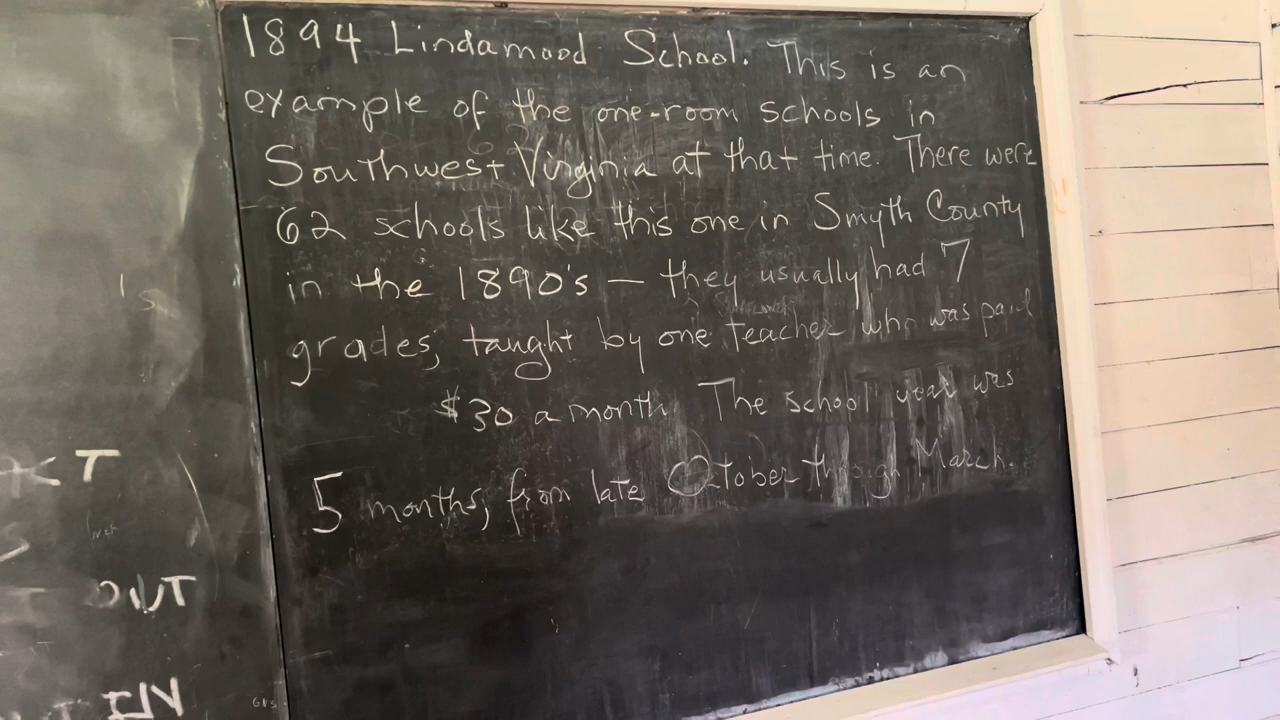 1894 Lindamood School. This is an
example of the one-room schools in
Southwest Virginia at that time. There were
62 schools like this one in Smyth County
in the 1890's — they usually had 7
grades, taught by one teacher who was paid
$30 a month. The school year was
5 months, from late October through March.
T
OUT
IN